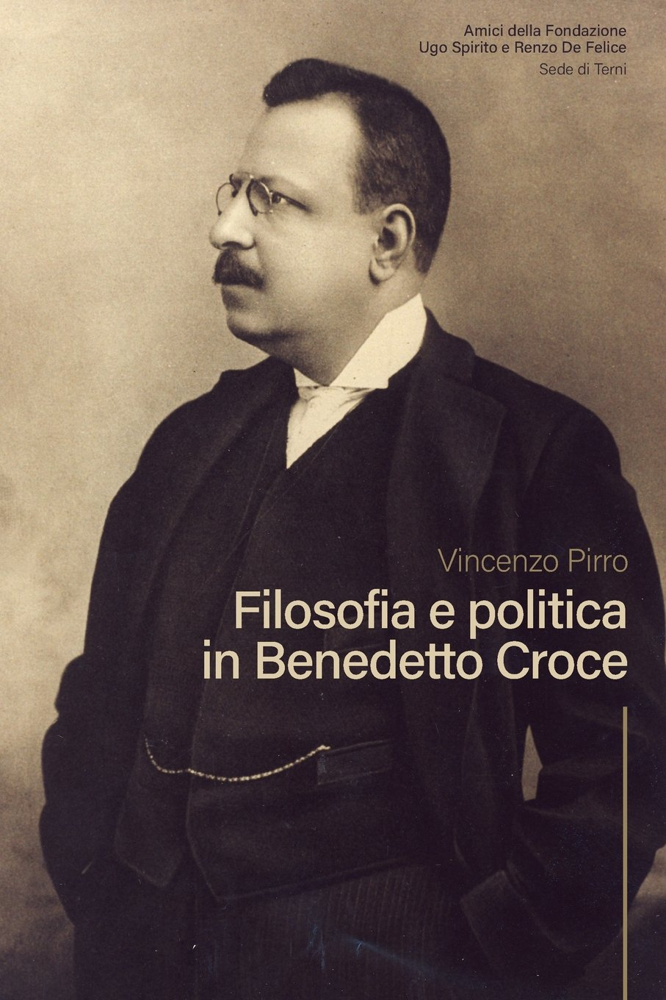 Amici della Fondazione
Ugo Spirito e Renzo De Felice
Sede di Terni
Vincenzo Pirro
Filosofia e politica
in Benedetto Croce